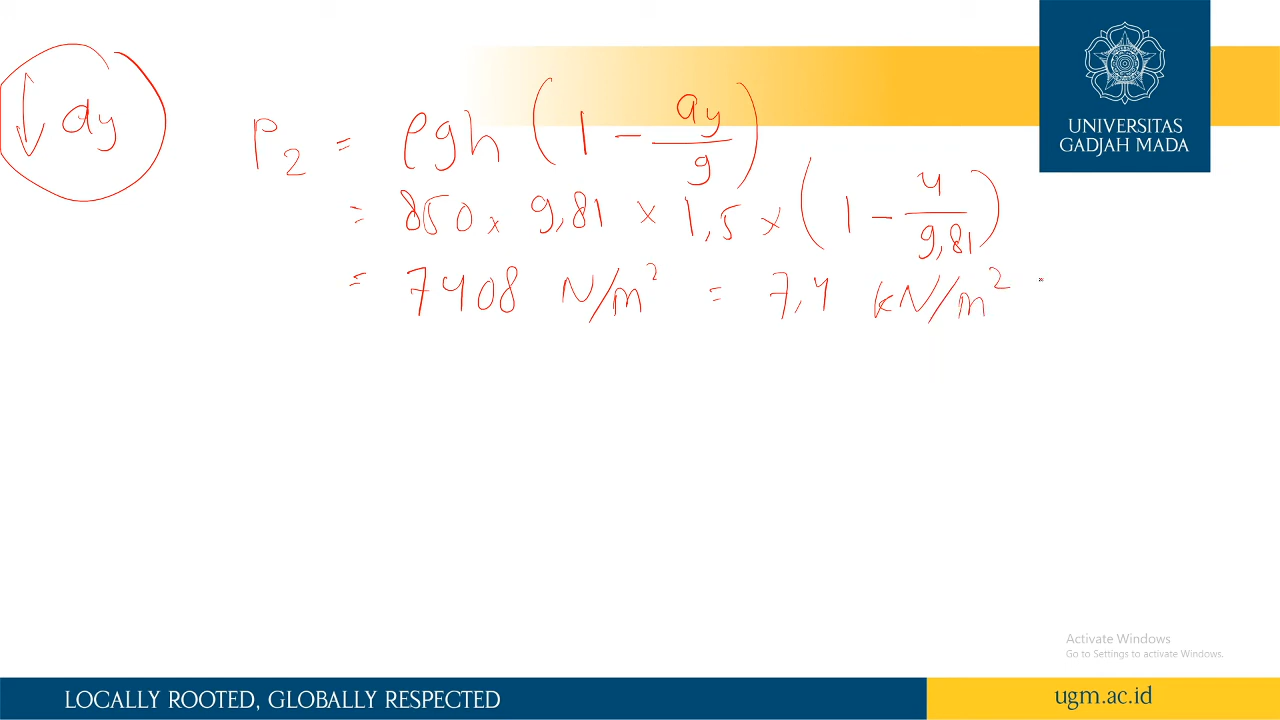 ↓ ay
P₂ = ρgh (1 - ay/g)
= 850 x 9,81 x 1,5 x (1 - 4/9,81)
= 7408 N/m² = 7,4 kN/m²
UNIVERSITAS
GADJAH MADA
Activate Windows
Go to Settings to activate Windows.
LOCALLY ROOTED, GLOBALLY RESPECTED
ugm.ac.id